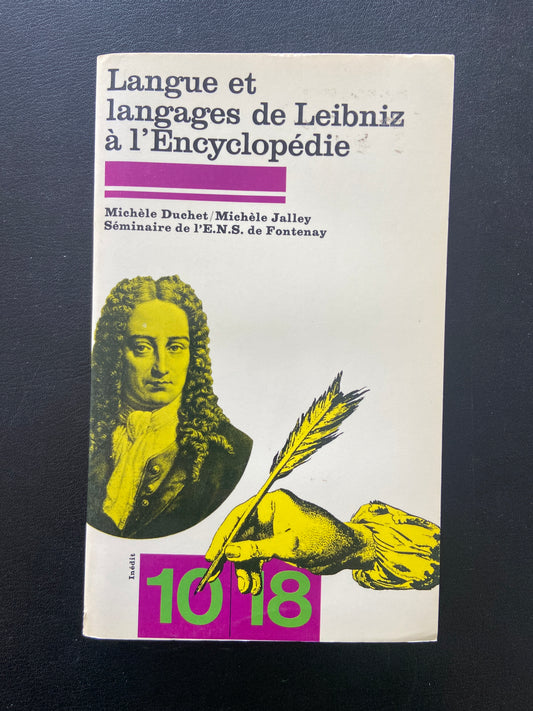 Langue et
langages de Leibniz
à l'Encyclopédie
Michèle Duchet/Michèle Jalley
Séminaire de l'E.N.S. de Fontenay
Inédit
10 18